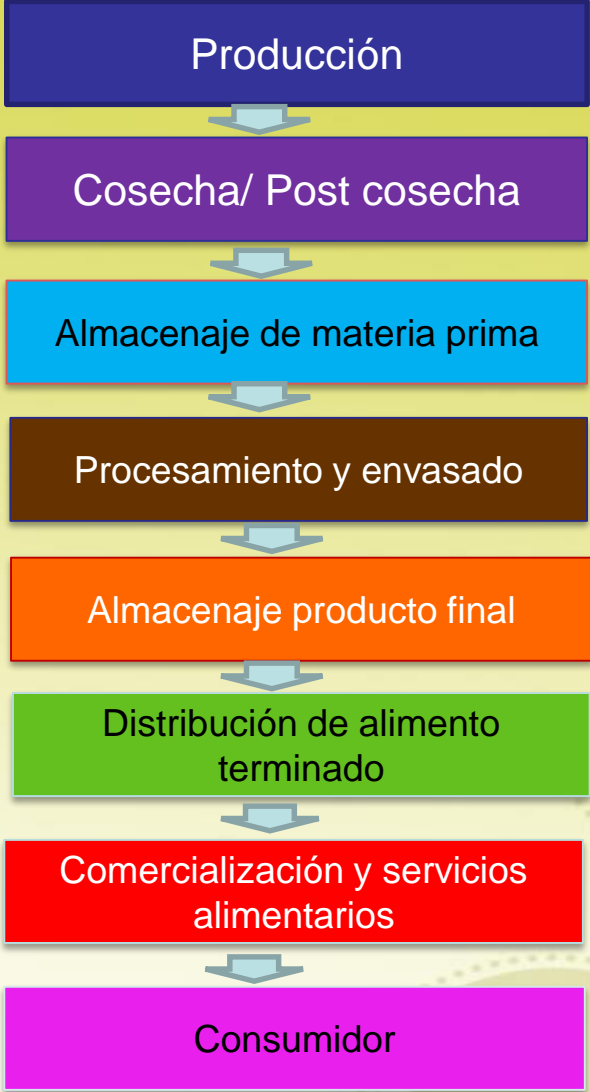 Producción
Cosecha/ Post cosecha
Almacenaje de materia prima
Procesamiento y envasado
Almacenaje producto final
Distribución de alimento
terminado
Comercialización y servicios
alimentarios
Consumidor